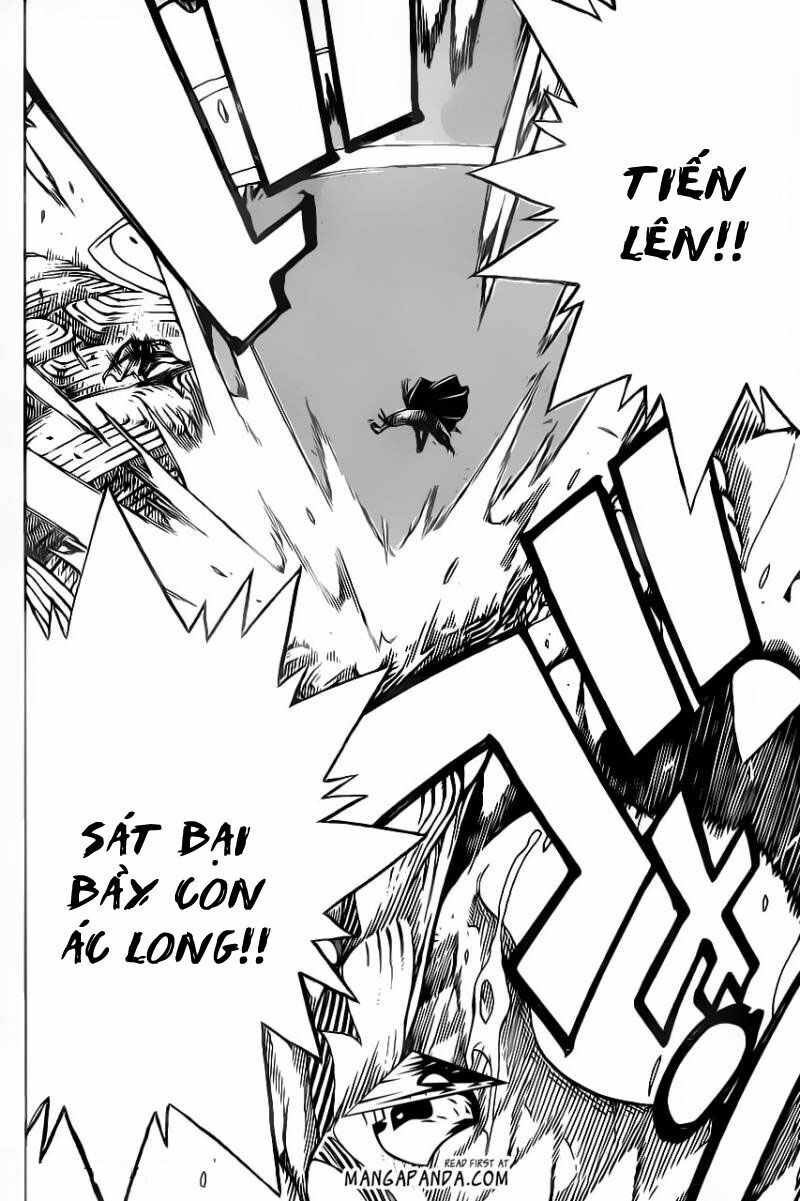 TIẾN
LÊN!!
SÁT BẠI
BẦY CON
ÁC LONG!!
READ FIRST AT
MANGAPANDA.COM